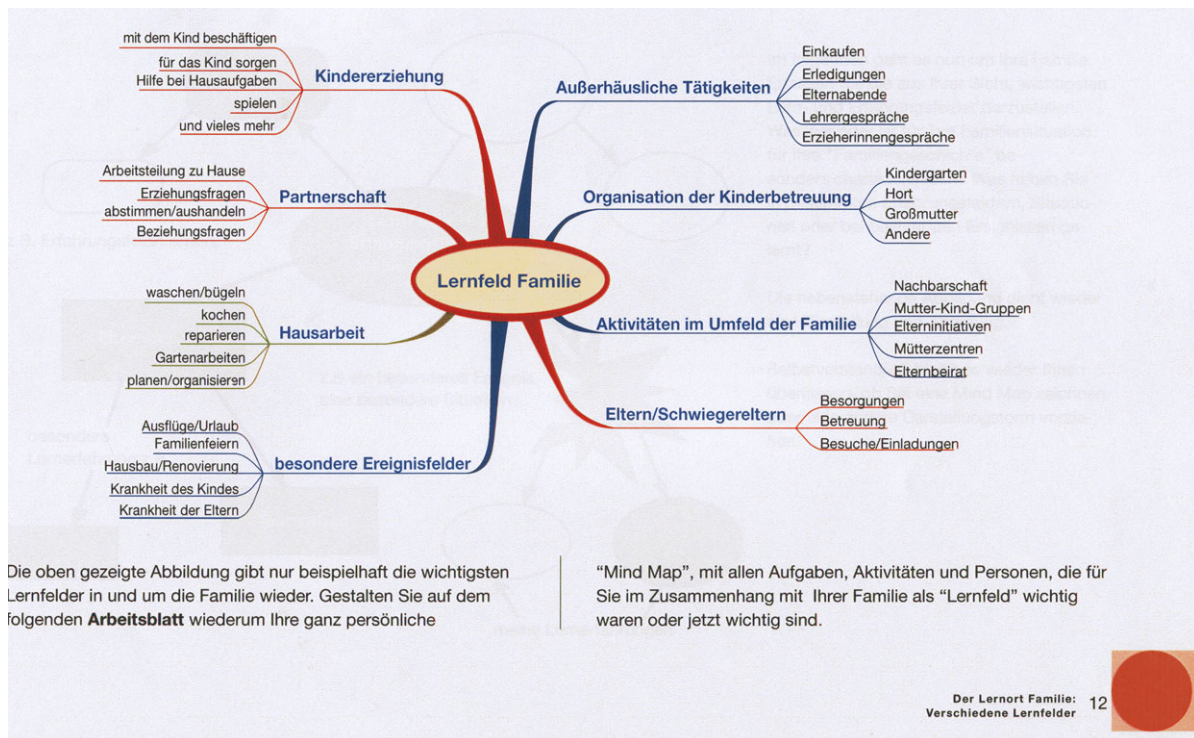 Lernfeld Familie
Kindererziehung
mit dem Kind beschäftigen
für das Kind sorgen
Hilfe bei Hausaufgaben
spielen
und vieles mehr
Partnerschaft
Arbeitsteilung zu Hause
Erziehungsfragen
abstimmen/aushandeln
Beziehungsfragen
Hausarbeit
waschen/bügeln
kochen
reparieren
Gartenarbeiten
planen/organisieren
besondere Ereignisfelder
Ausflüge/Urlaub
Familienfeiern
Hausbau/Renovierung
Krankheit des Kindes
Krankheit der Eltern
Außerhäusliche Tätigkeiten
Einkaufen
Erledigungen
Elternabende
Lehrergespräche
Erzieherinnengespräche
Organisation der Kinderbetreuung
Kindergarten
Hort
Großmutter
Andere
Aktivitäten im Umfeld der Familie
Nachbarschaft
Mutter-Kind-Gruppen
Elterninitiativen
Mütterzentren
Elternbeirat
Eltern/Schwiegereltern
Besorgungen
Betreuung
Besuche/Einladungen
Die oben gezeigte Abbildung gibt nur beispielhaft die wichtigsten
Lernfelder in und um die Familie wieder. Gestalten Sie auf dem
folgenden Arbeitsblatt wiederum Ihre ganz persönliche
“Mind Map”, mit allen Aufgaben, Aktivitäten und Personen, die für
Sie im Zusammenhang mit Ihrer Familie als “Lernfeld” wichtig
waren oder jetzt wichtig sind.
Der Lernort Familie:
Verschiedene Lernfelder
12